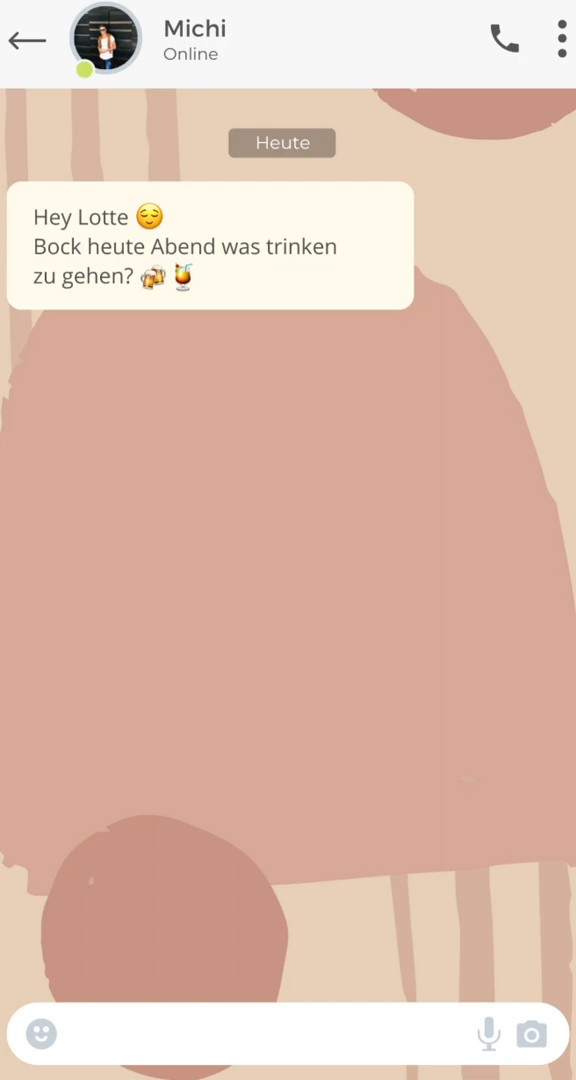 Michi
Online
Heute
Hey Lotte 😌
Bock heute Abend was trinken
zu gehen? 🍻 🍹